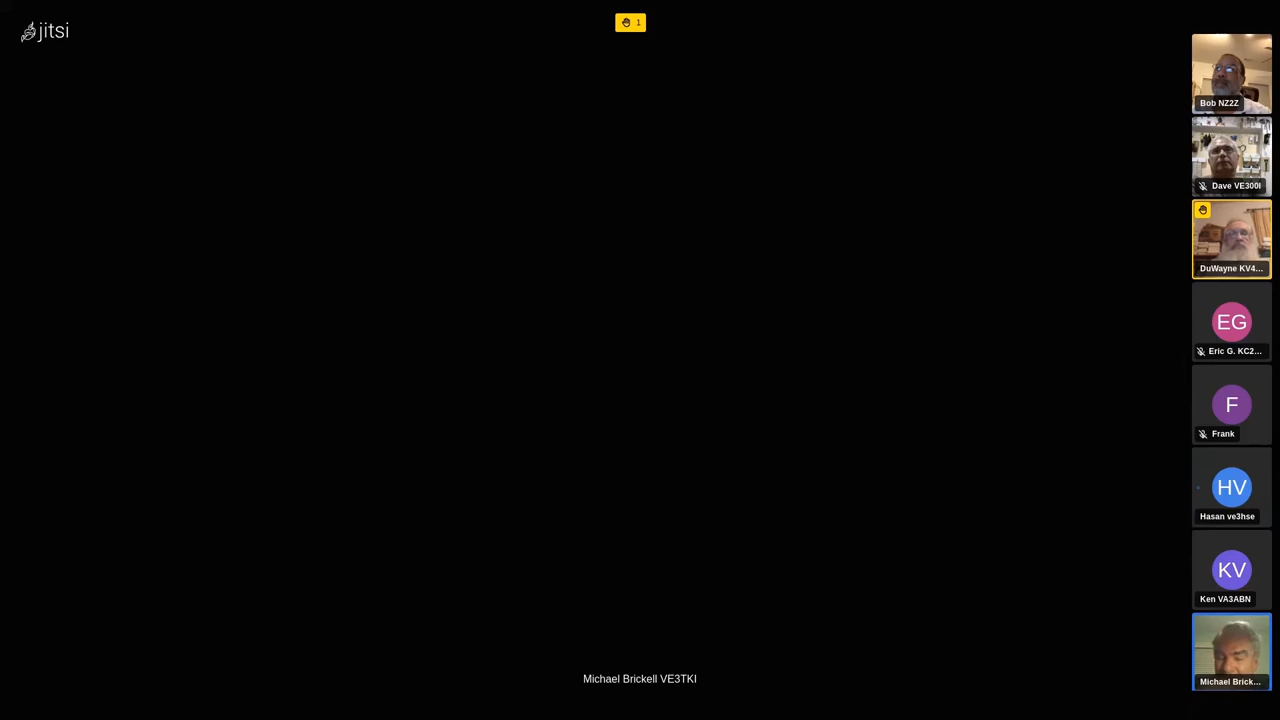 jitsi
1
Bob NZ2Z
Dave VE3OOI
DuWayne KV4...
EG
Eric G. KC2...
F
Frank
HV
Hasan ve3hse
KV
Ken VA3ABN
Michael Brick...
Michael Brickell VE3TKI